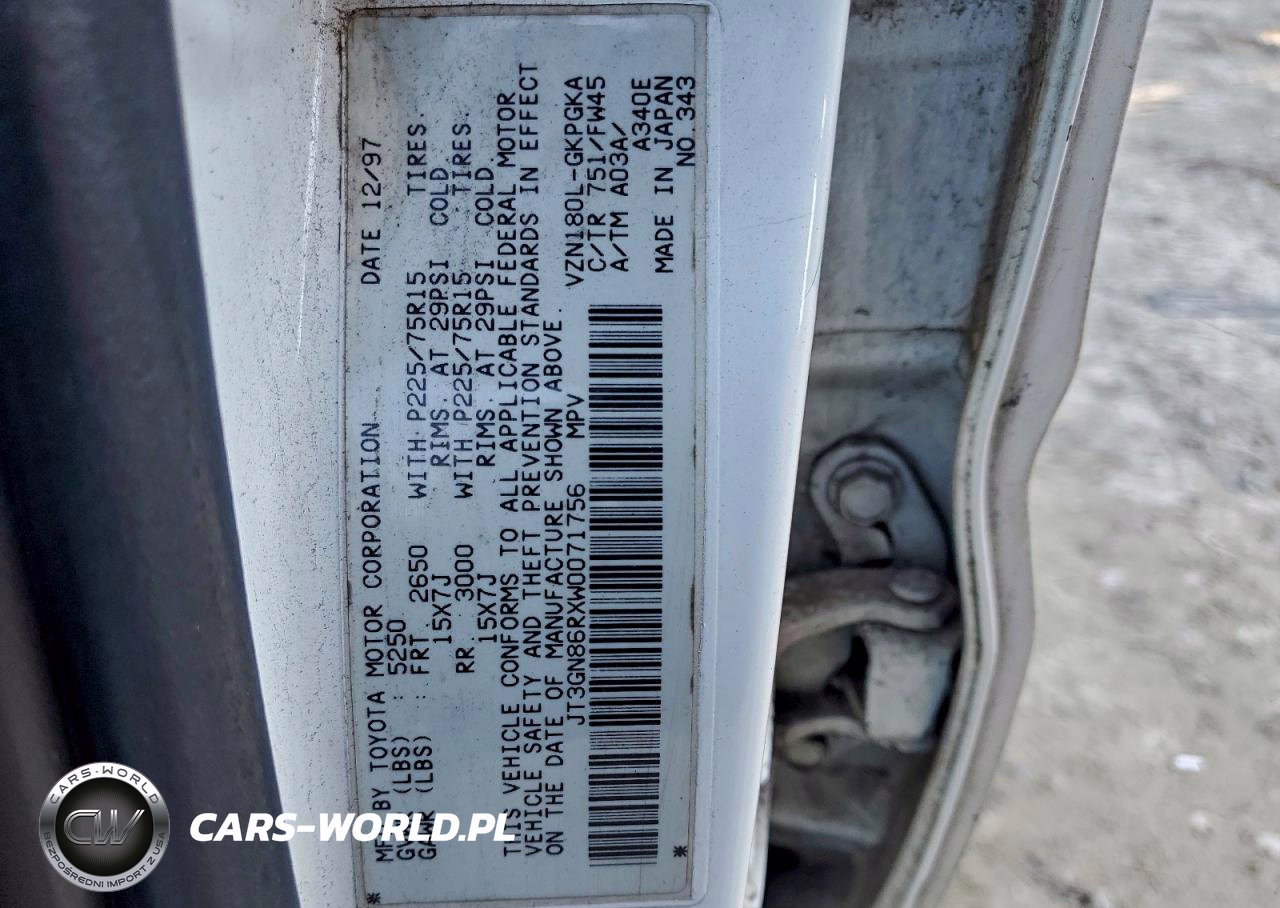 MFD BY TOYOTA MOTOR CORPORATION DATE 12/97
GVWR (LBS) : 5250
GAWR (LBS) : FRT 2650 WITH P225/75R15 TIRES.
15X7J RIMS. AT 29PSI COLD.
RR 3000 WITH P225/75R15 TIRES.
15X7J RIMS. AT 29PSI COLD.
THIS VEHICLE CONFORMS TO ALL APPLICABLE FEDERAL MOTOR
VEHICLE SAFETY AND THEFT PREVENTION STANDARDS IN EFFECT
ON THE DATE OF MANUFACTURE SHOWN ABOVE.
JT3GN86RXW0071756 MPV
VZN180L-GKPGKA
C/TR 751/FW45
A/TM A03A/
A340E
MADE IN JAPAN
NO.343
* *
CARS-WORLD
CW
BEZPOŚREDNI IMPORT Z USA
CARS-WORLD.PL